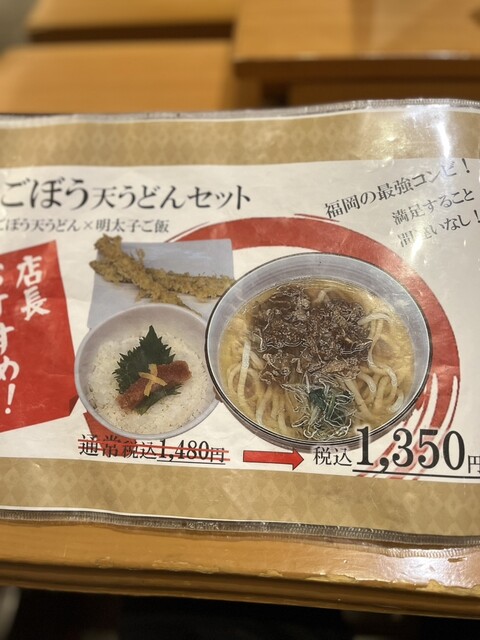 ごぼう天うどんセット
ごぼう天うどん×明太子ご飯
福岡の最強コンビ！
満足すること
間違いなし！
店長
おすすめ！
通常税込1,480円
税込1,350円